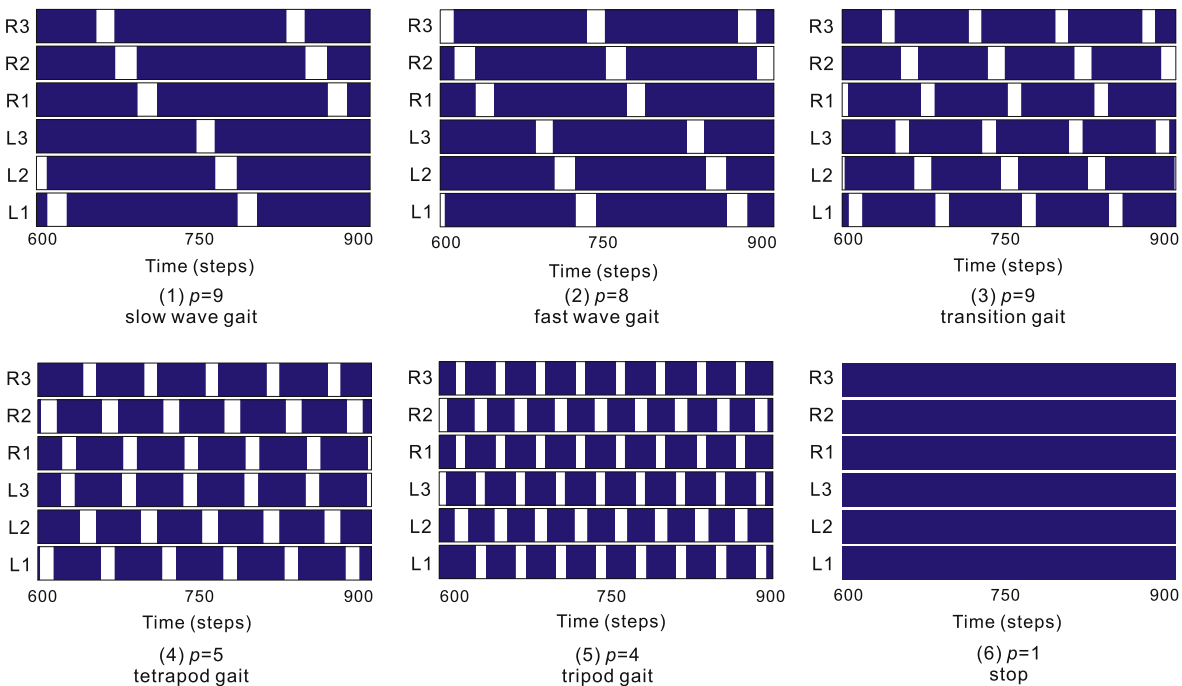 R3
R2
R1
L3
L2
L1
600 750 900
Time (steps)
(1) p=9
slow wave gait
R3
R2
R1
L3
L2
L1
600 750 900
Time (steps)
(2) p=8
fast wave gait
R3
R2
R1
L3
L2
L1
600 750 900
Time (steps)
(3) p=9
transition gait
R3
R2
R1
L3
L2
L1
600 750 900
Time (steps)
(4) p=5
tetrapod gait
R3
R2
R1
L3
L2
L1
600 750 900
Time (steps)
(5) p=4
tripod gait
R3
R2
R1
L3
L2
L1
600 750 900
Time (steps)
(6) p=1
stop